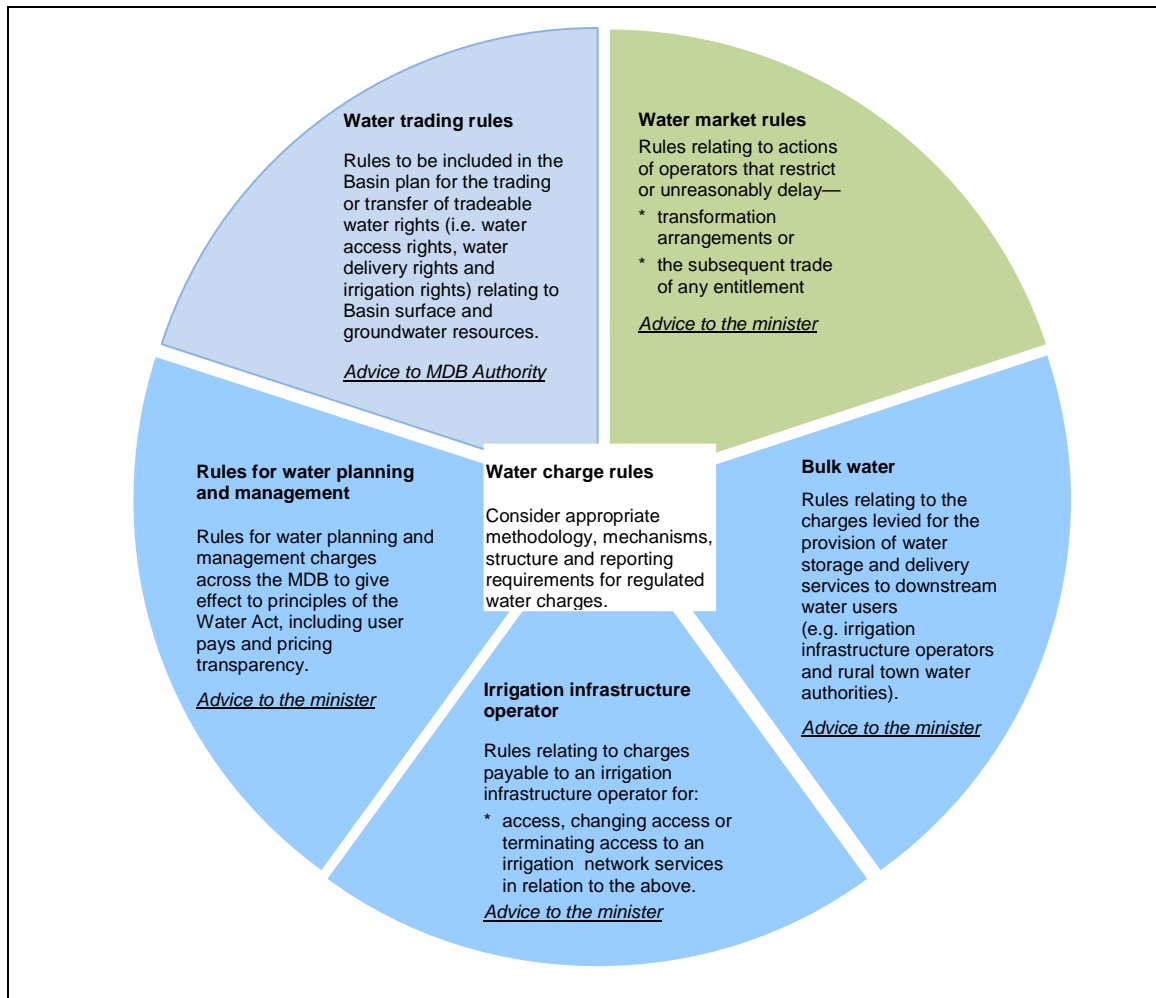 Water trading rules
Rules to be included in the
Basin plan for the trading
or transfer of tradeable
water rights (i.e. water
access rights, water
delivery rights and
irrigation rights) relating to
Basin surface and
groundwater resources.
Advice to MDB Authority
Water market rules
Rules relating to actions
of operators that restrict
or unreasonably delay—
* transformation
arrangements or
* the subsequent trade
of any entitlement
Advice to the minister
Rules for water planning
and management
Rules for water planning and
management charges
across the MDB to give
effect to principles of the
Water Act, including user
pays and pricing
transparency.
Advice to the minister
Water charge rules
Consider appropriate
methodology, mechanisms,
structure and reporting
requirements for regulated
water charges.
Bulk water
Rules relating to the
charges levied for the
provision of water
storage and delivery
services to downstream
water users
(e.g. irrigation
infrastructure operators
and rural town water
authorities).
Advice to the minister
Irrigation infrastructure
operator
Rules relating to charges
payable to an irrigation
infrastructure operator for:
* access, changing access or
terminating access to an
irrigation network services
in relation to the above.
Advice to the minister